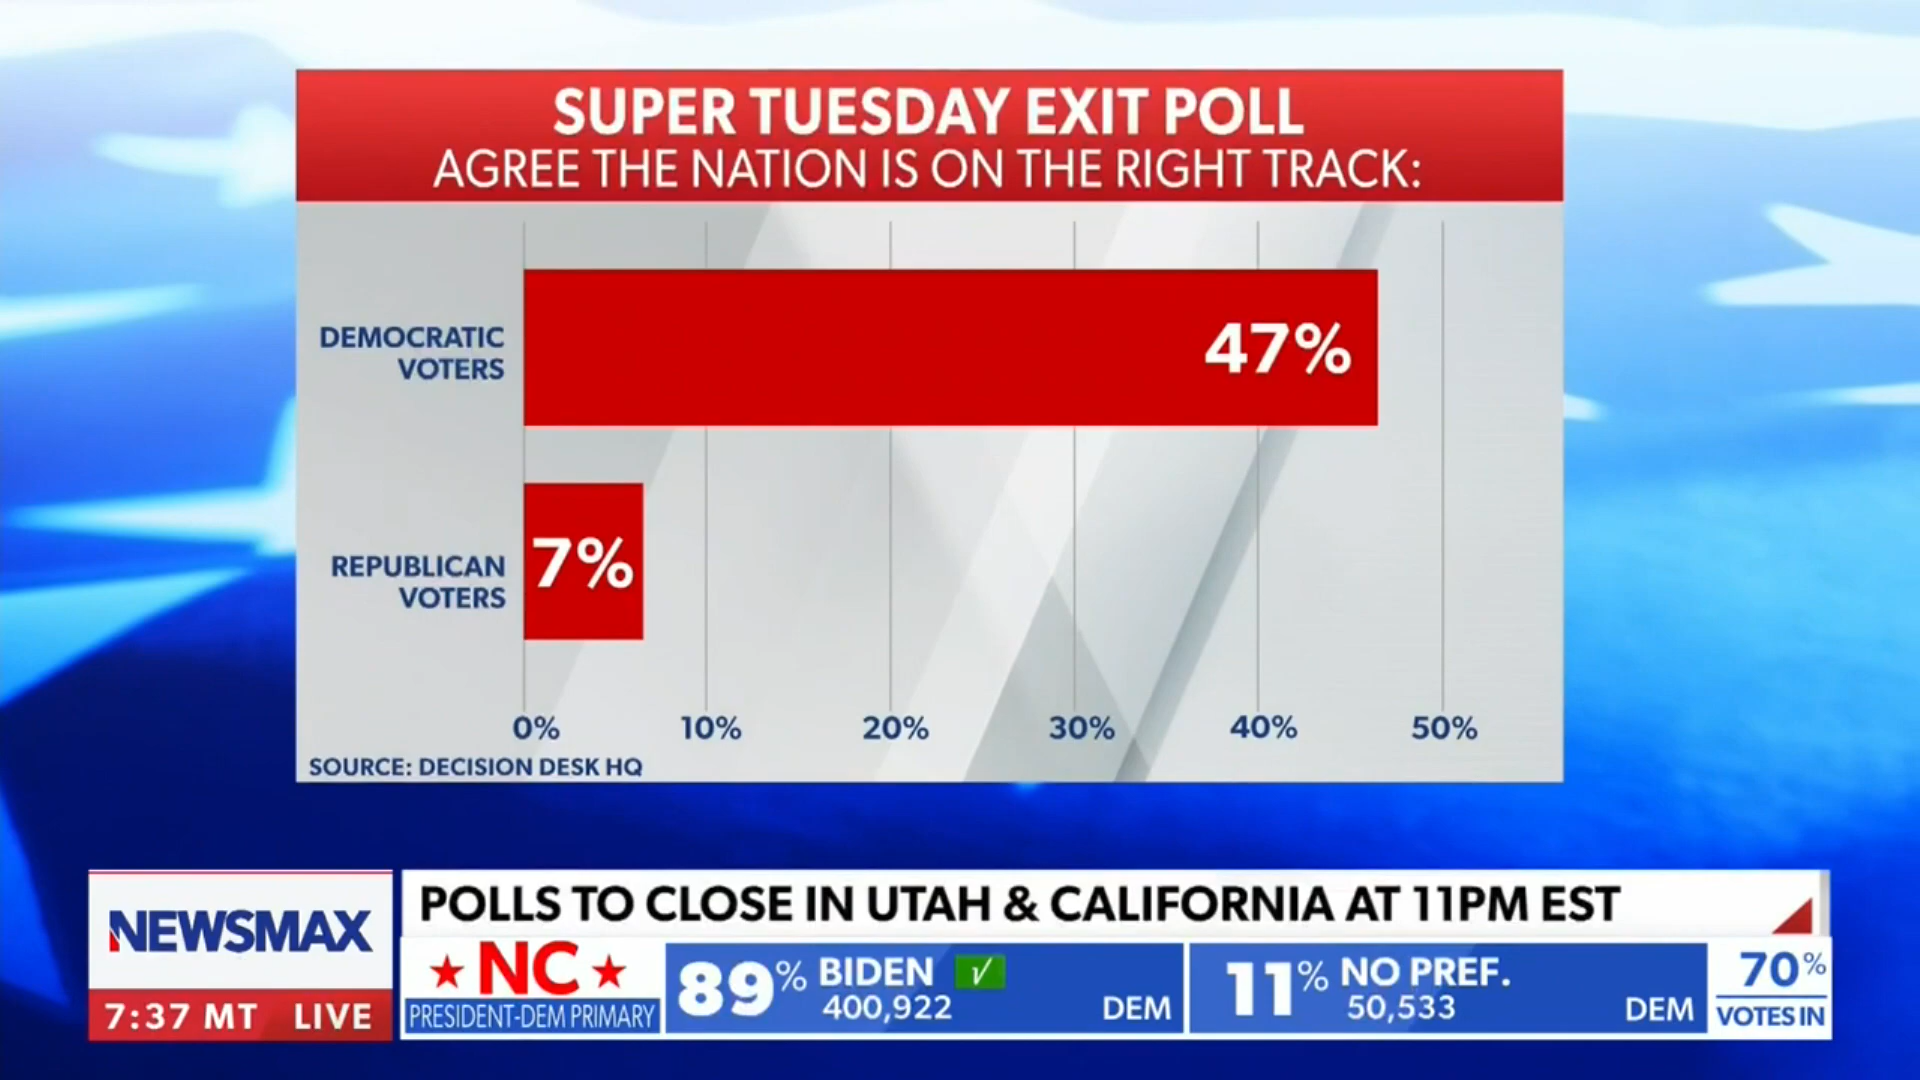 SUPER TUESDAY EXIT POLL
AGREE THE NATION IS ON THE RIGHT TRACK:
DEMOCRATIC
VOTERS
47%
REPUBLICAN
VOTERS
7%
0% 10% 20% 30% 40% 50%
SOURCE: DECISION DESK HQ
NEWSMAX
7:37 MT LIVE
POLLS TO CLOSE IN UTAH & CALIFORNIA AT 11PM EST
NC
PRESIDENT-DEM PRIMARY
89% BIDEN √
400,922 DEM
11% NO PREF.
50,533 DEM
70%
VOTES IN